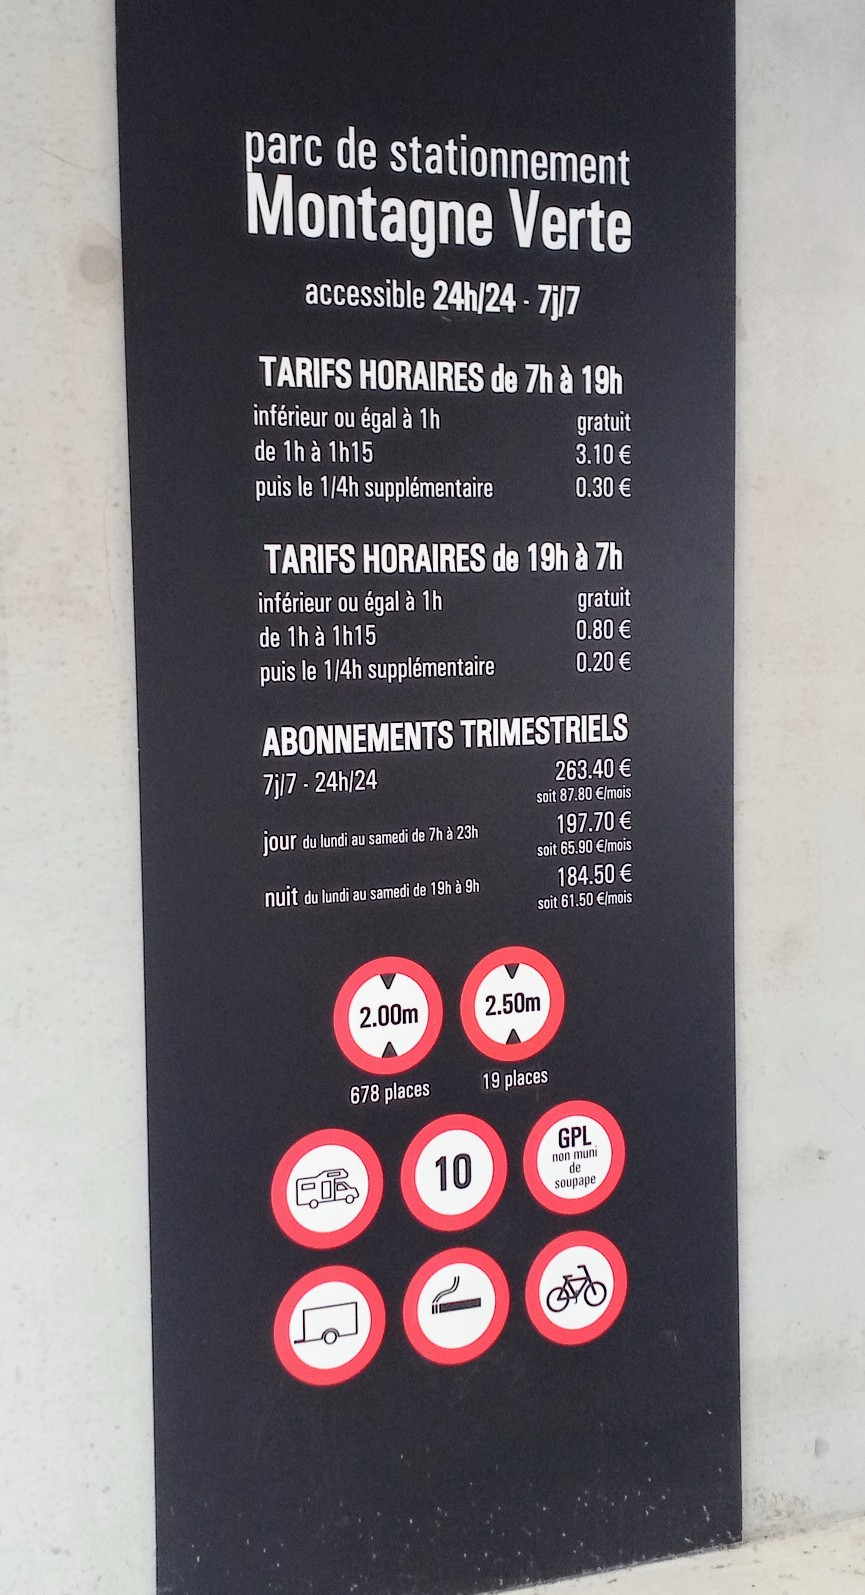 parc de stationnement
Montagne Verte
accessible 24h/24 - 7j/7
TARIFS HORAIRES de 7h à 19h
inférieur ou égal à 1h gratuit
de 1h à 1h15 3.10 €
puis le 1/4h supplémentaire 0.30 €
TARIFS HORAIRES de 19h à 7h
inférieur ou égal à 1h gratuit
de 1h à 1h15 0.80 €
puis le 1/4h supplémentaire 0.20 €
ABONNEMENTS TRIMESTRIELS
7j/7 - 24h/24 263.40 €
soit 87.80 €/mois
jour du lundi au samedi de 7h à 23h 197.70 €
soit 65.90 €/mois
nuit du lundi au samedi de 19h à 9h 184.50 €
soit 61.50 €/mois
2.00m 2.50m
678 places 19 places
10
GPL
non muni
de
soupape